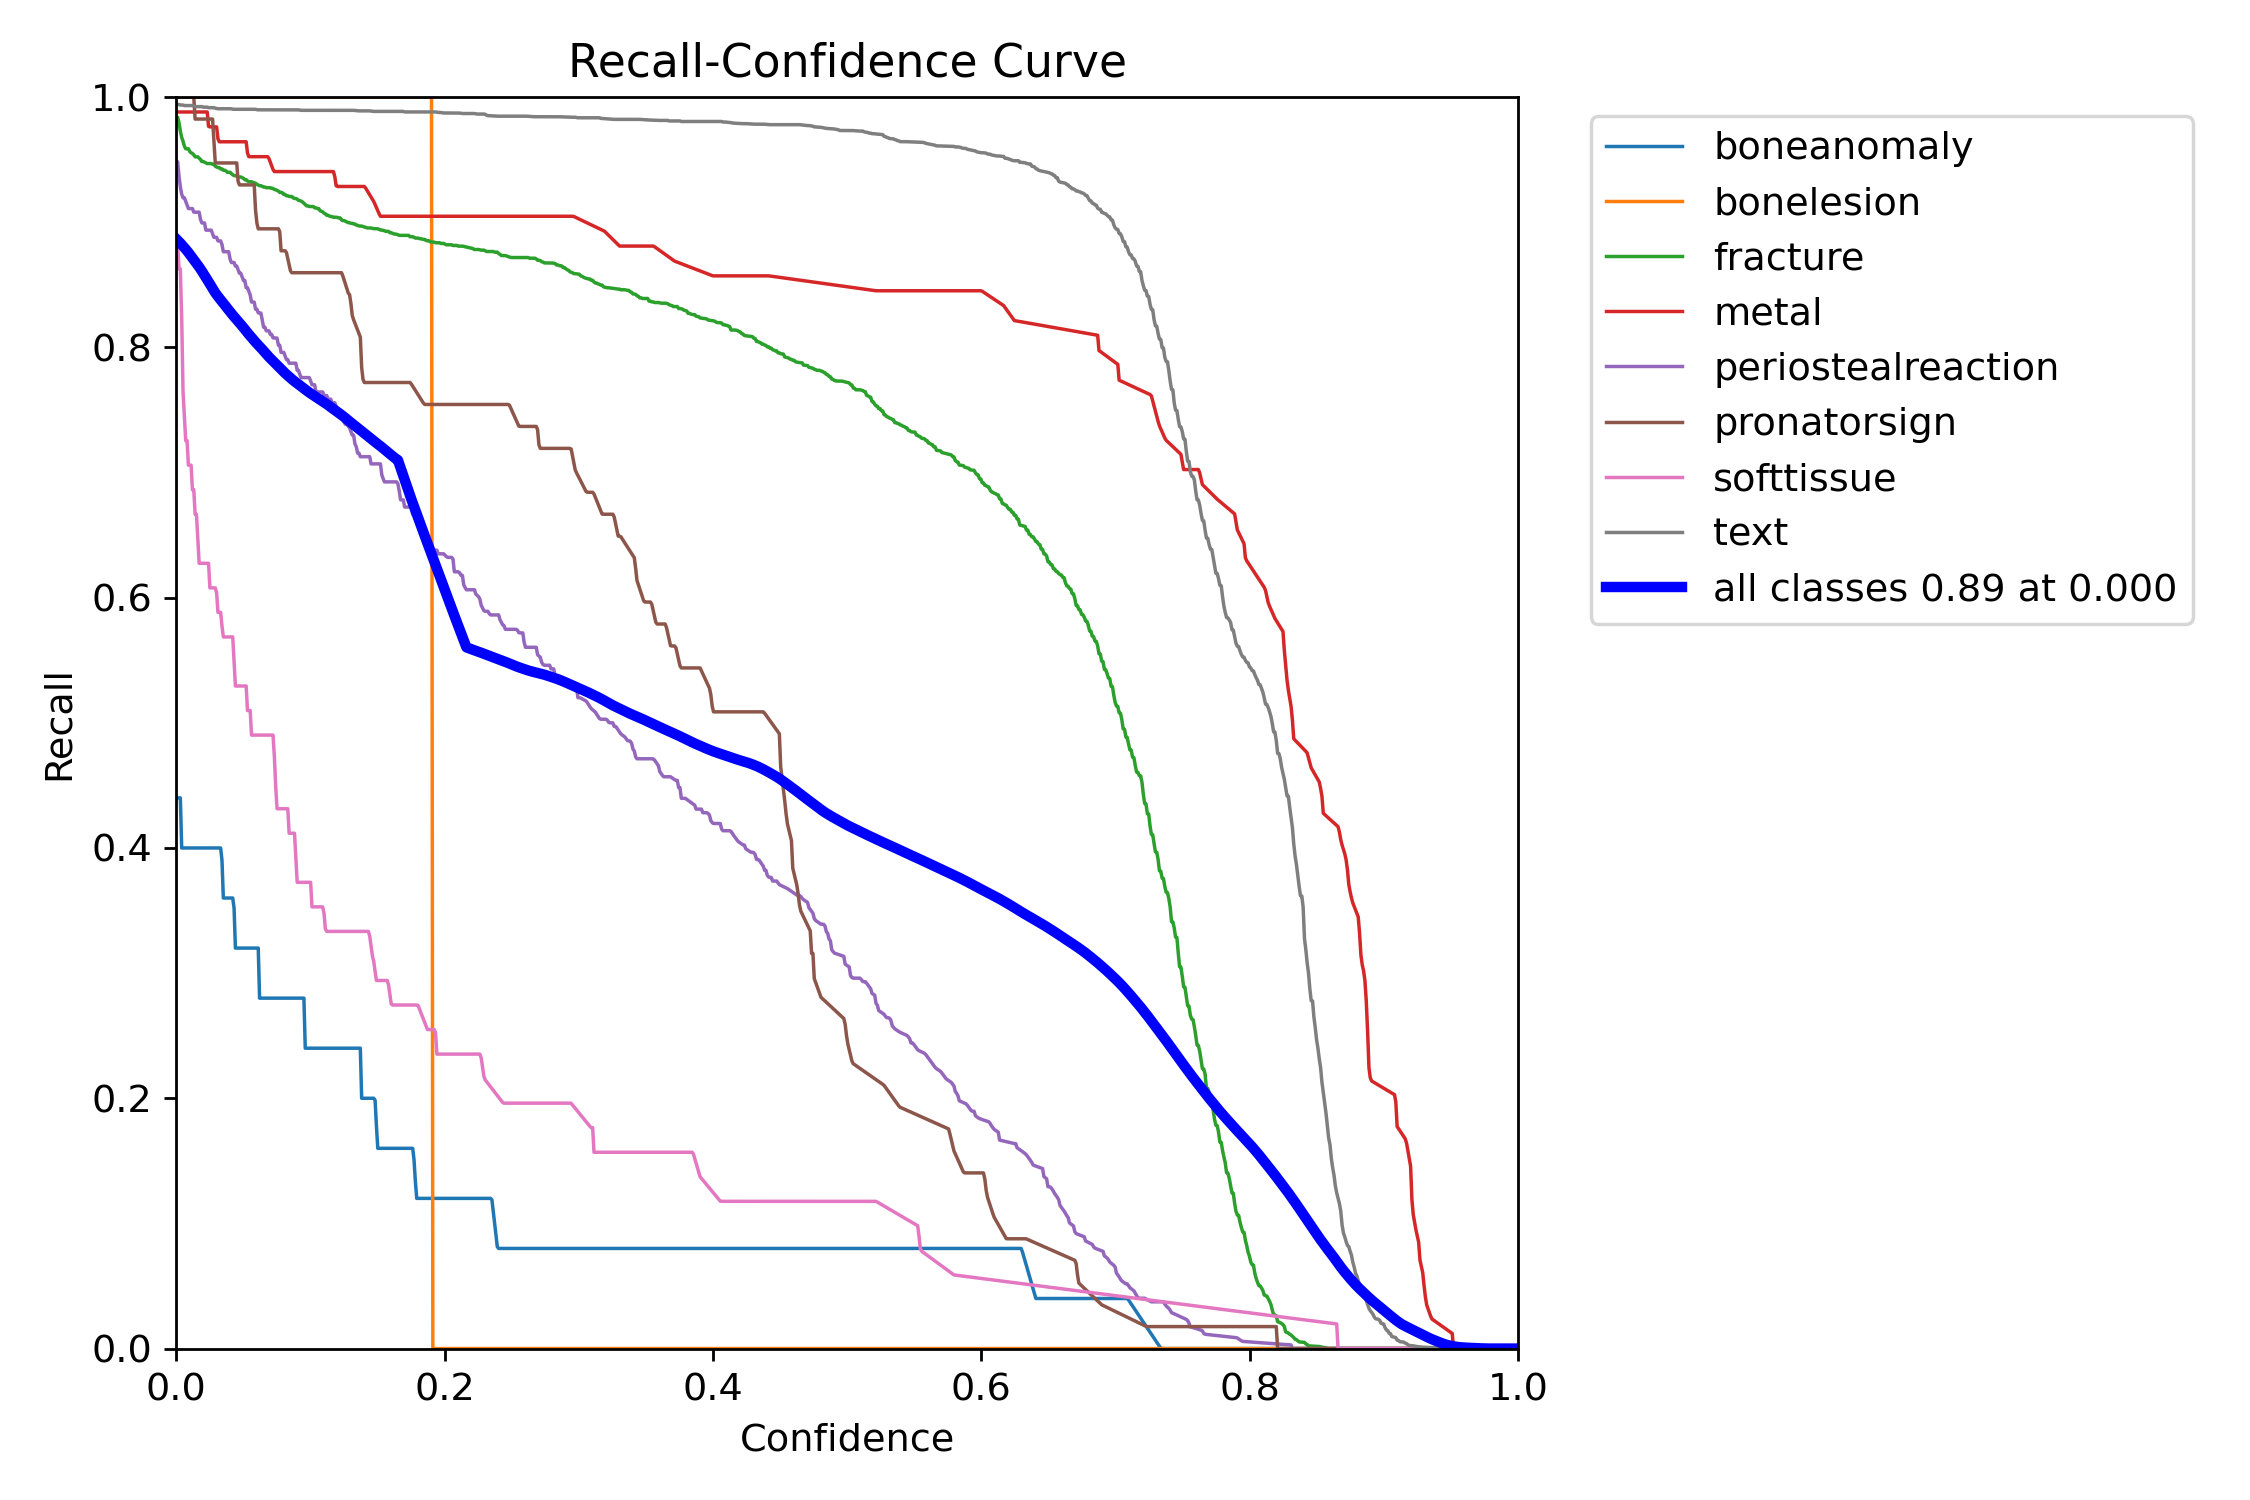 Recall-Confidence Curve
1.0
0.8
0.6
0.4
0.2
0.0
Recall
0.0 0.2 0.4 0.6 0.8 1.0
Confidence
boneanomaly
bonelesion
fracture
metal
periostealreaction
pronatorsign
softtissue
text
all classes 0.89 at 0.000